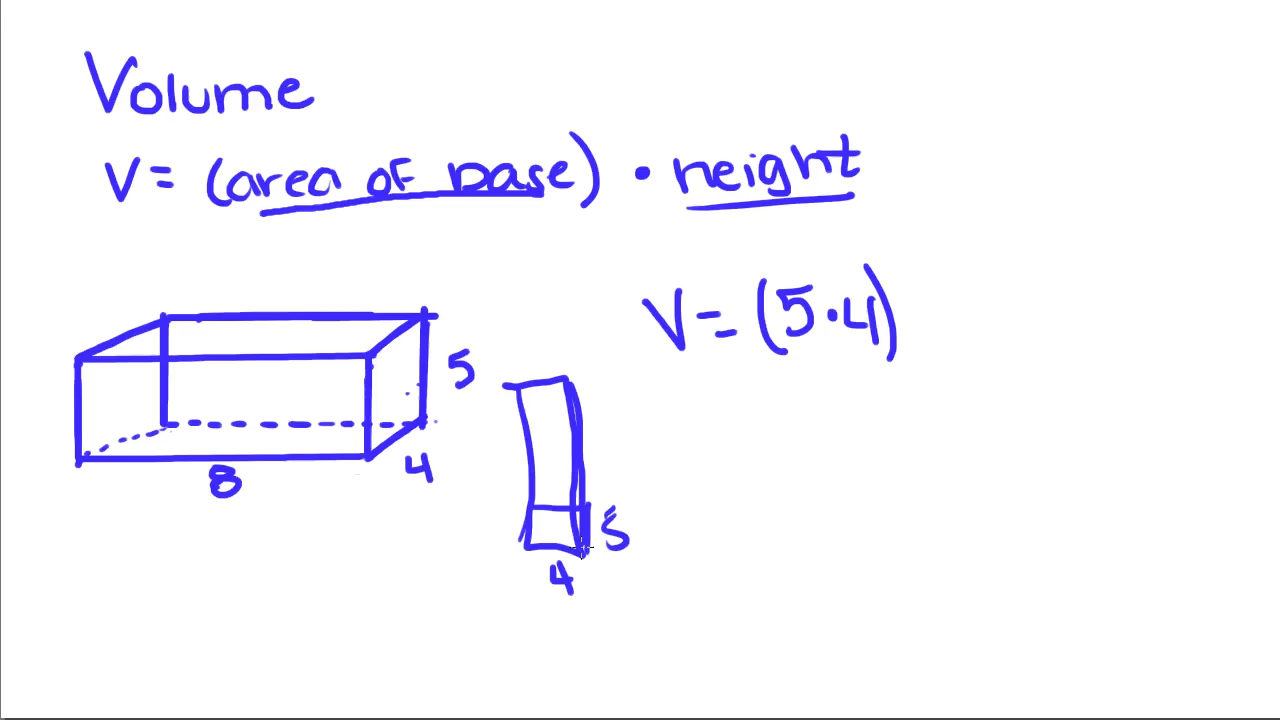 Volume
V = (area of base) · height
V = (5·4)
5
8
4
5
4